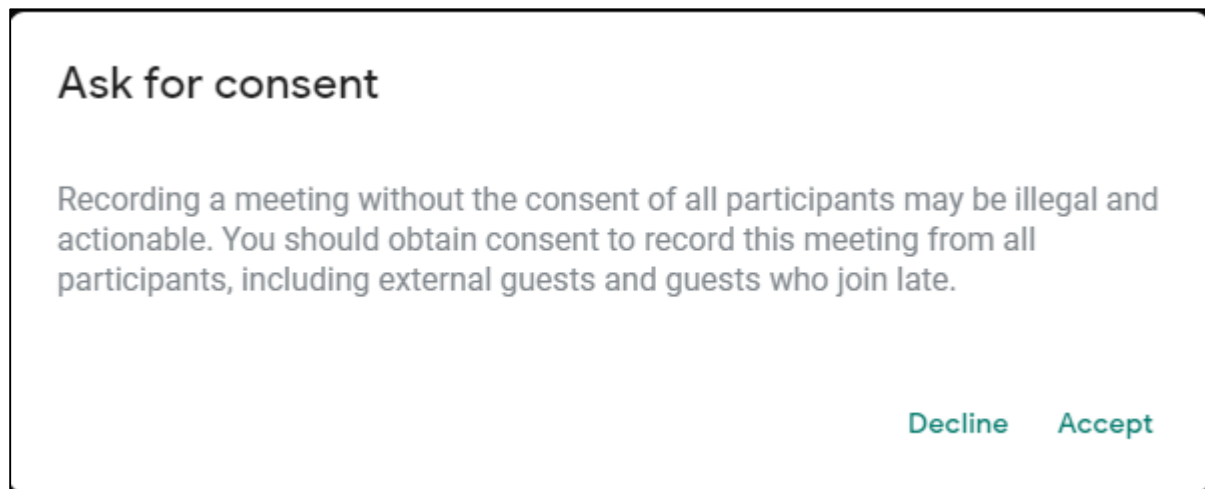 Ask for consent
Recording a meeting without the consent of all participants may be illegal and
actionable. You should obtain consent to record this meeting from all
participants, including external guests and guests who join late.
Decline Accept